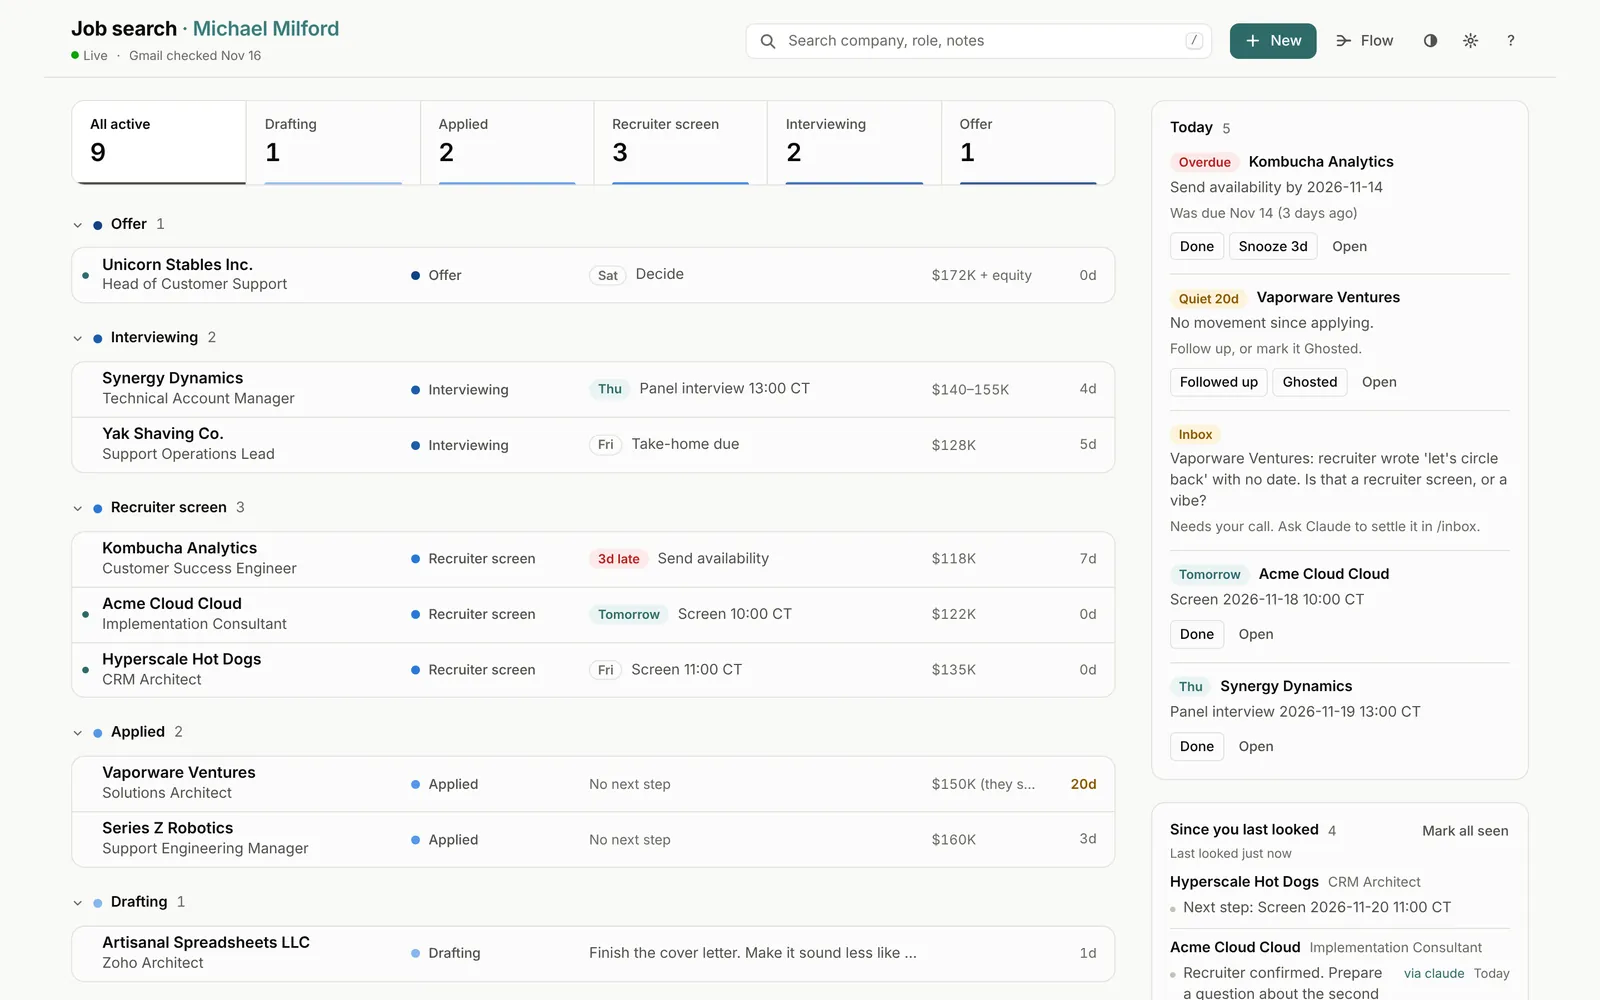 Job search · Michael Milford
Live · Gmail checked Nov 16
Search company, role, notes /
+ New
Flow
?
All active
9
Drafting
1
Applied
2
Recruiter screen
3
Interviewing
2
Offer
1
Offer 1
Unicorn Stables Inc.
Head of Customer Support
Offer
Sat Decide
$172K + equity
0d
Interviewing 2
Synergy Dynamics
Technical Account Manager
Interviewing
Thu Panel interview 13:00 CT
$140–155K
4d
Yak Shaving Co.
Support Operations Lead
Interviewing
Fri Take-home due
$128K
5d
Recruiter screen 3
Kombucha Analytics
Customer Success Engineer
Recruiter screen
3d late Send availability
$118K
7d
Acme Cloud Cloud
Implementation Consultant
Recruiter screen
Tomorrow Screen 10:00 CT
$122K
0d
Hyperscale Hot Dogs
CRM Architect
Recruiter screen
Fri Screen 11:00 CT
$135K
0d
Applied 2
Vaporware Ventures
Solutions Architect
Applied
No next step
$150K (they s...
20d
Series Z Robotics
Support Engineering Manager
Applied
No next step
$160K
3d
Drafting 1
Artisanal Spreadsheets LLC
Zoho Architect
Drafting
Finish the cover letter. Make it sound less like ...
1d
Today 5
Overdue Kombucha Analytics
Send availability by 2026-11-14
Was due Nov 14 (3 days ago)
Done Snooze 3d Open
Quiet 20d Vaporware Ventures
No movement since applying.
Follow up, or mark it Ghosted.
Followed up Ghosted Open
Inbox
Vaporware Ventures: recruiter wrote 'let's circle
back' with no date. Is that a recruiter screen, or a
vibe?
Needs your call. Ask Claude to settle it in /inbox.
Tomorrow Acme Cloud Cloud
Screen 2026-11-18 10:00 CT
Done Open
Thu Synergy Dynamics
Panel interview 2026-11-19 13:00 CT
Done Open
Since you last looked 4 Mark all seen
Last looked just now
Hyperscale Hot Dogs CRM Architect
Next step: Screen 2026-11-20 11:00 CT
Acme Cloud Cloud Implementation Consultant
Recruiter confirmed. Prepare via claude Today
a question about the second